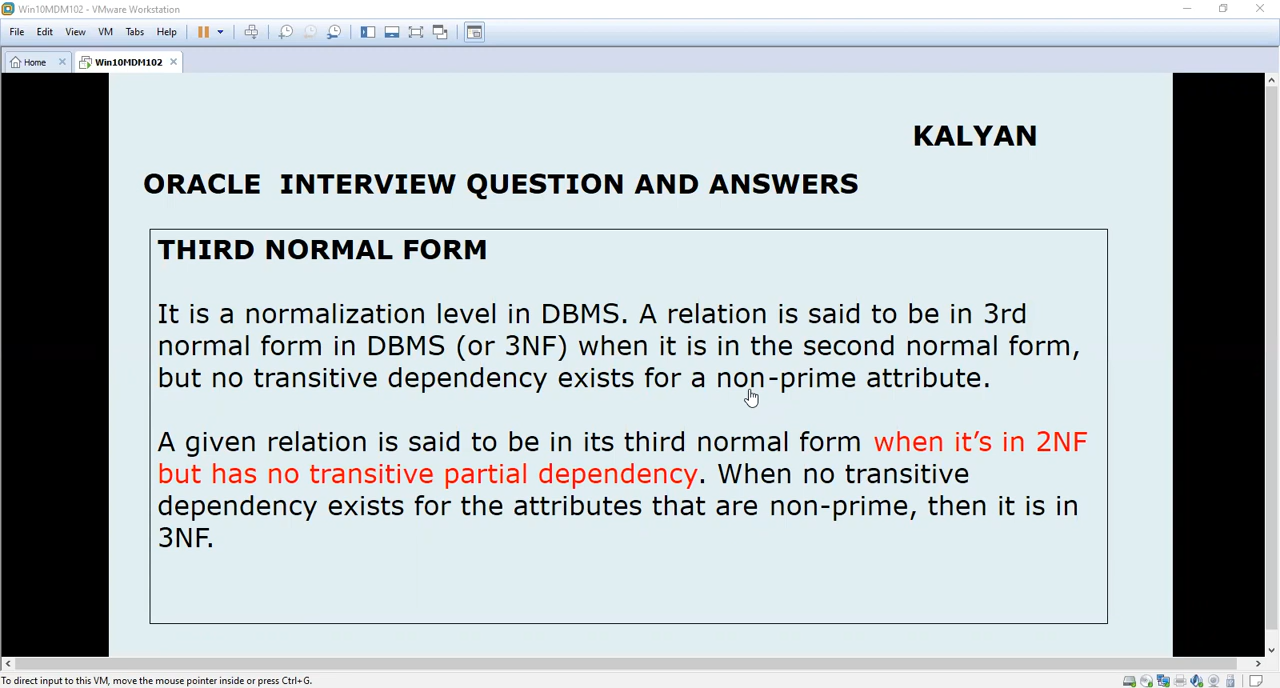 Win10MDM102 - VMware Workstation
File Edit View VM Tabs Help
Home Win10MDM102
KALYAN
ORACLE INTERVIEW QUESTION AND ANSWERS
THIRD NORMAL FORM
It is a normalization level in DBMS. A relation is said to be in 3rd
normal form in DBMS (or 3NF) when it is in the second normal form,
but no transitive dependency exists for a non-prime attribute.
A given relation is said to be in its third normal form when it’s in 2NF
but has no transitive partial dependency. When no transitive
dependency exists for the attributes that are non-prime, then it is in
3NF.
To direct input to this VM, move the mouse pointer inside or press Ctrl+G.